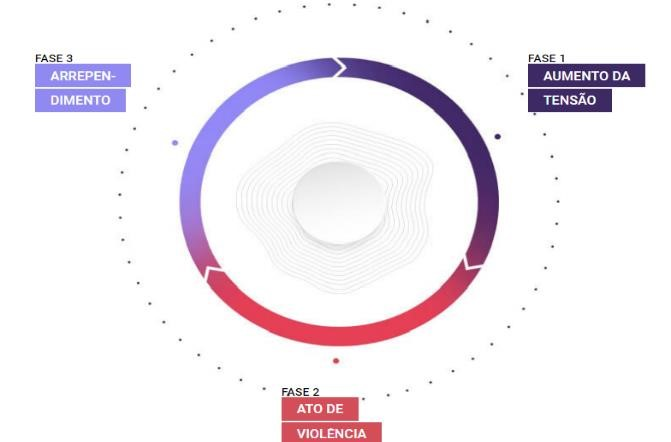 FASE 3
ARREPEN-
DIMENTO
FASE 1
AUMENTO DA
TENSÃO
FASE 2
ATO DE
VIOLÊNCIA